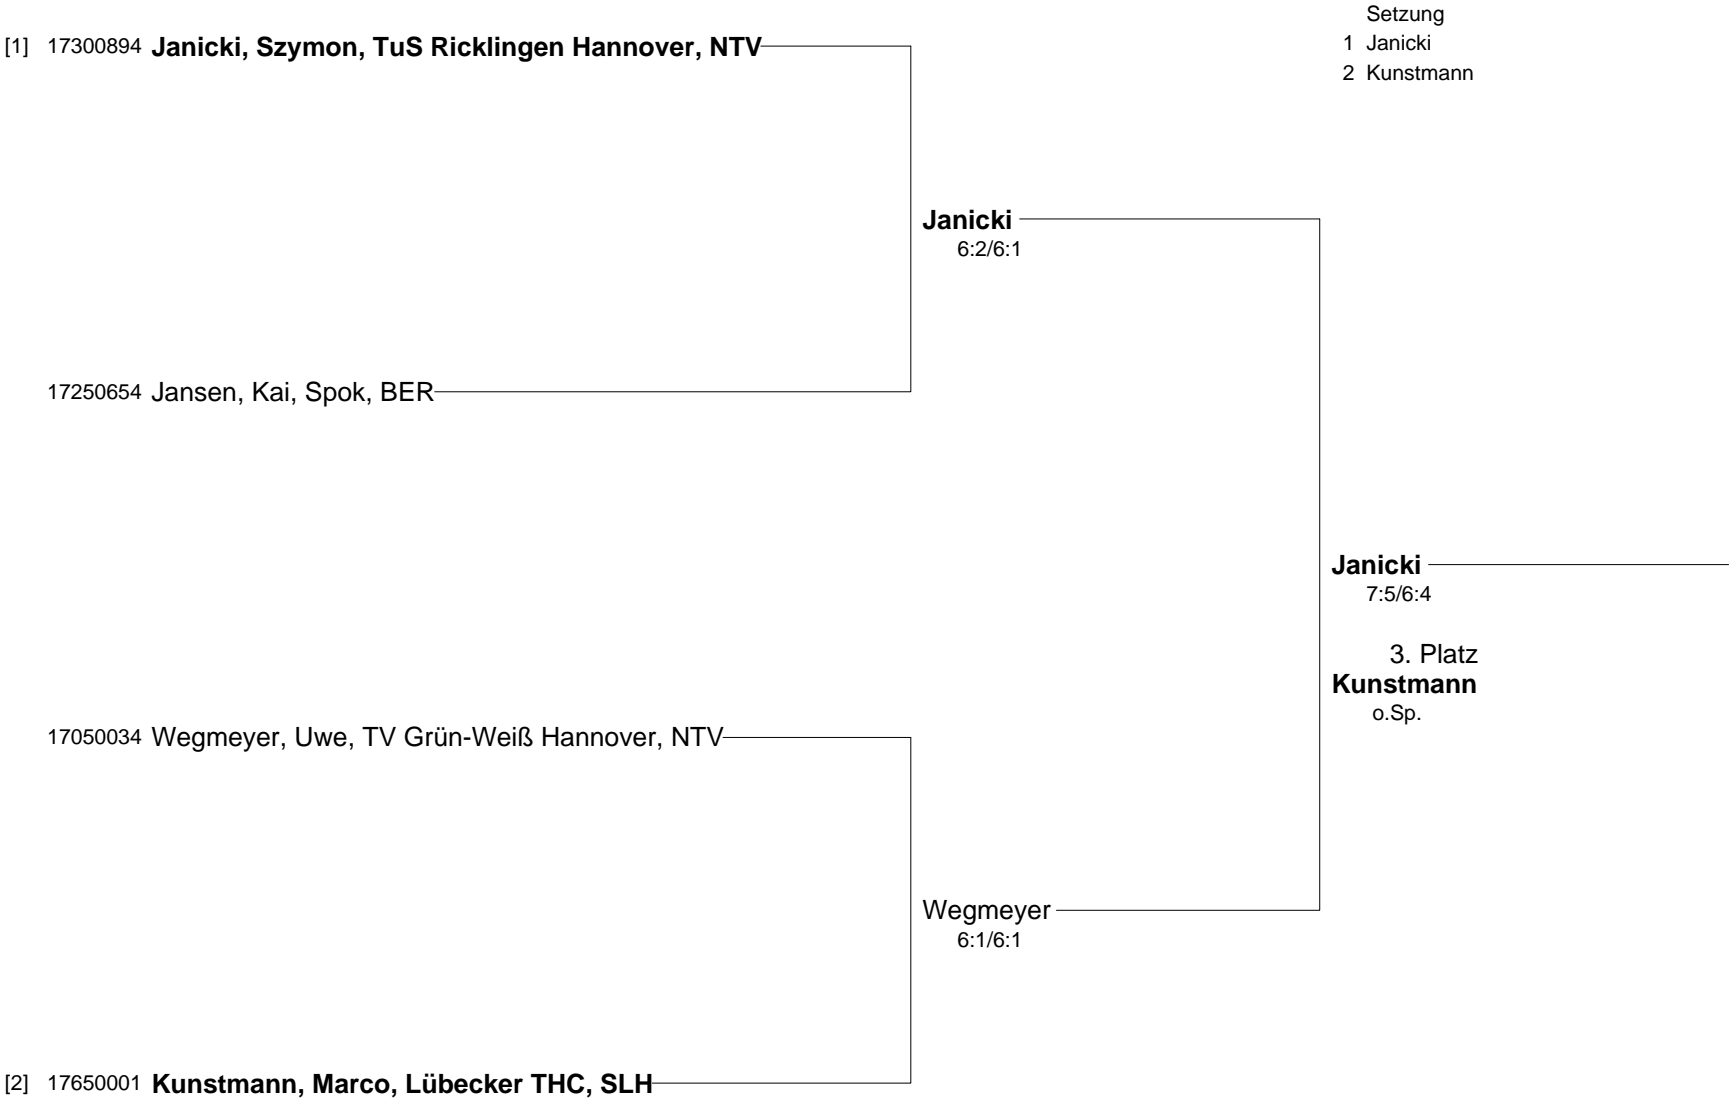 Setzung
1 Janicki
2 Kunstmann
[1] 17300894 Janicki, Szymon, TuS Ricklingen Hannover, NTV
Janicki
6:2/6:1
17250654 Jansen, Kai, Spok, BER
Janicki
7:5/6:4
3. Platz
Kunstmann
o.Sp.
17050034 Wegmeyer, Uwe, TV Grün-Weiß Hannover, NTV
Wegmeyer
6:1/6:1
[2] 17650001 Kunstmann, Marco, Lübecker THC, SLH